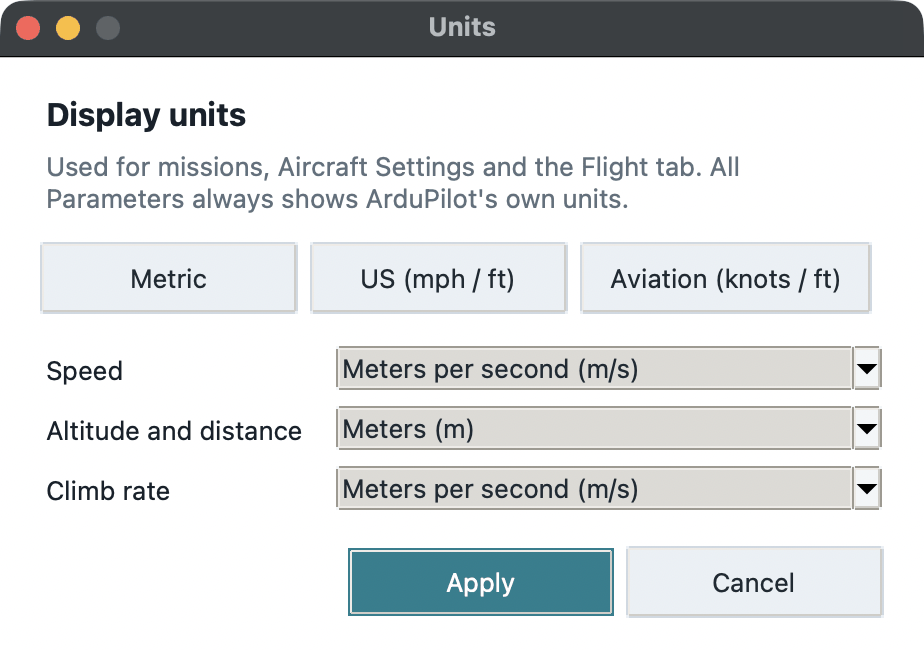 Units
Display units
Used for missions, Aircraft Settings and the Flight tab. All
Parameters always shows ArduPilot's own units.
Metric
US (mph / ft)
Aviation (knots / ft)
Speed
Meters per second (m/s)
Altitude and distance
Meters (m)
Climb rate
Meters per second (m/s)
Apply
Cancel